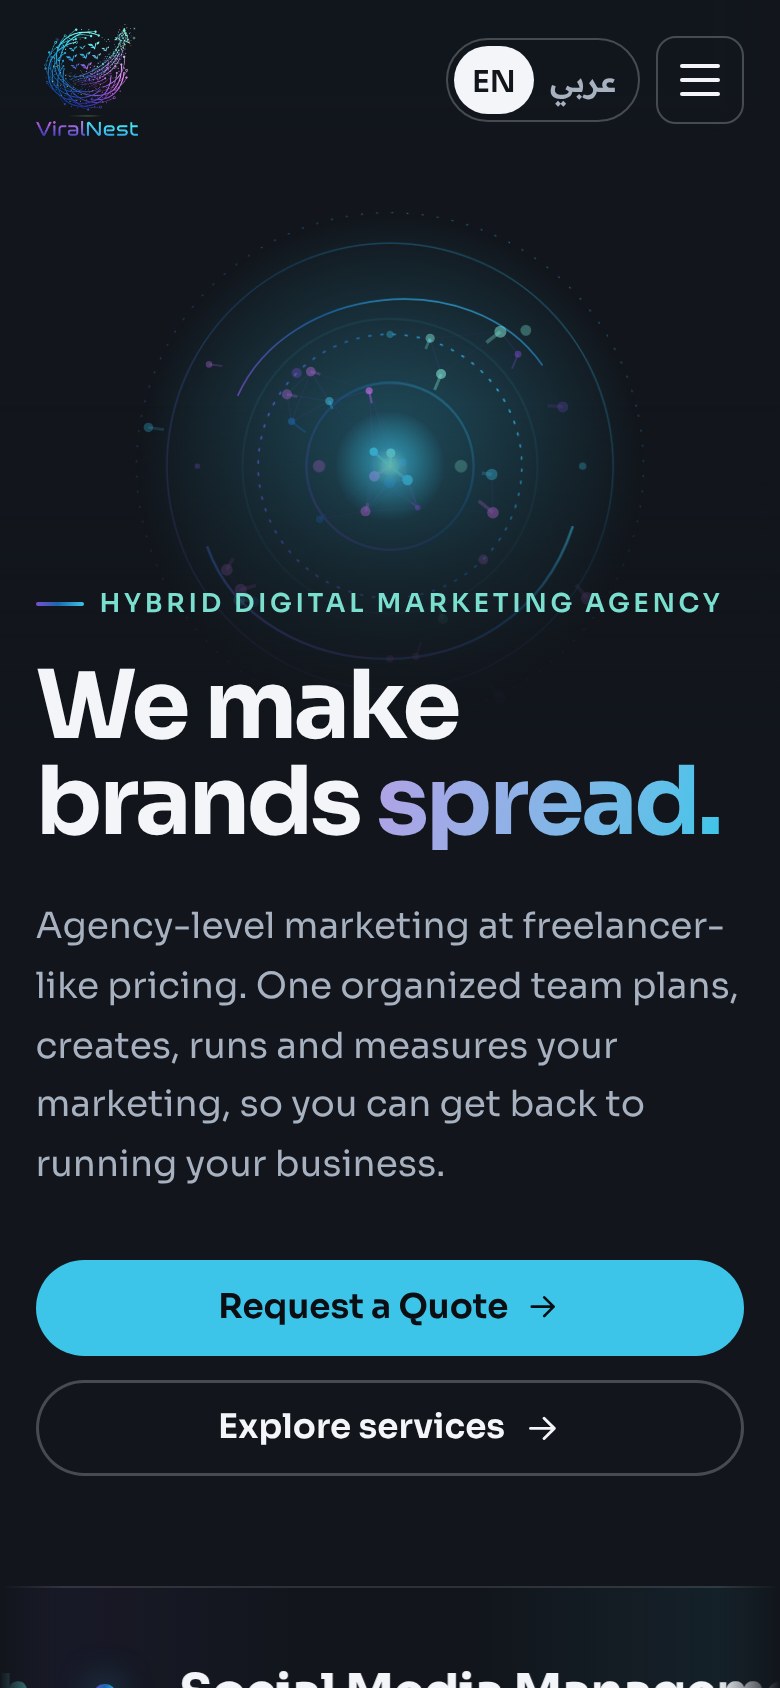 ViralNest
EN عربي
HYBRID DIGITAL MARKETING AGENCY
We make
brands spread.
Agency-level marketing at freelancer-
like pricing. One organized team plans,
creates, runs and measures your
marketing, so you can get back to
running your business.
Request a Quote →
Explore services →
Social Media